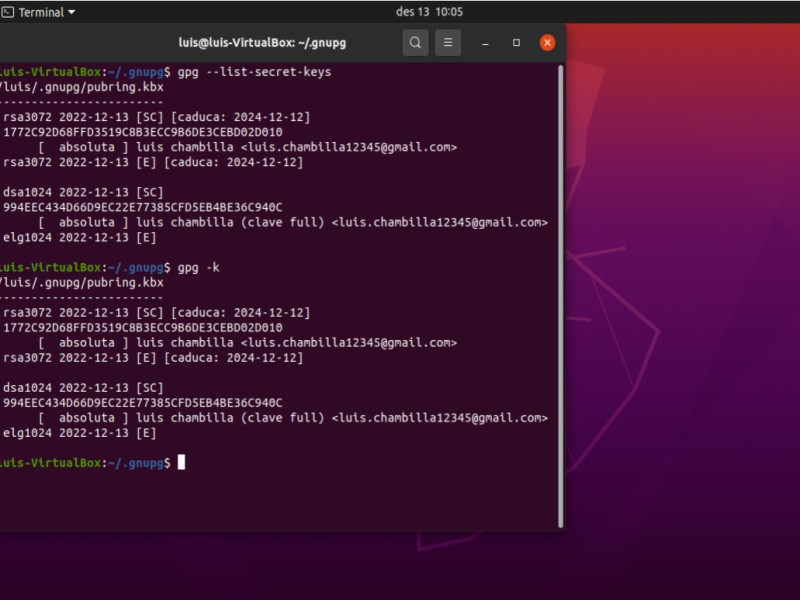 Terminal
des 13 10:05
luis@luis-VirtualBox: ~/.gnupg
luis-VirtualBox:~/.gnupg$ gpg --list-secret-keys
/luis/.gnupg/pubring.kbx
-----------------------
rsa3072 2022-12-13 [SC] [caduca: 2024-12-12]
1772C92D68FFD3519C8B3ECC9B6DE3CEBD02D010
[ absoluta ] luis chambilla <luis.chambilla12345@gmail.com>
rsa3072 2022-12-13 [E] [caduca: 2024-12-12]
dsa1024 2022-12-13 [SC]
994EEC434D66D9EC22E77385CFD5EB4BE36C940C
[ absoluta ] luis chambilla (clave full) <luis.chambilla12345@gmail.com>
elg1024 2022-12-13 [E]
luis-VirtualBox:~/.gnupg$ gpg -k
/luis/.gnupg/pubring.kbx
-----------------------
rsa3072 2022-12-13 [SC] [caduca: 2024-12-12]
1772C92D68FFD3519C8B3ECC9B6DE3CEBD02D010
[ absoluta ] luis chambilla <luis.chambilla12345@gmail.com>
rsa3072 2022-12-13 [E] [caduca: 2024-12-12]
dsa1024 2022-12-13 [SC]
994EEC434D66D9EC22E77385CFD5EB4BE36C940C
[ absoluta ] luis chambilla (clave full) <luis.chambilla12345@gmail.com>
elg1024 2022-12-13 [E]
luis-VirtualBox:~/.gnupg$